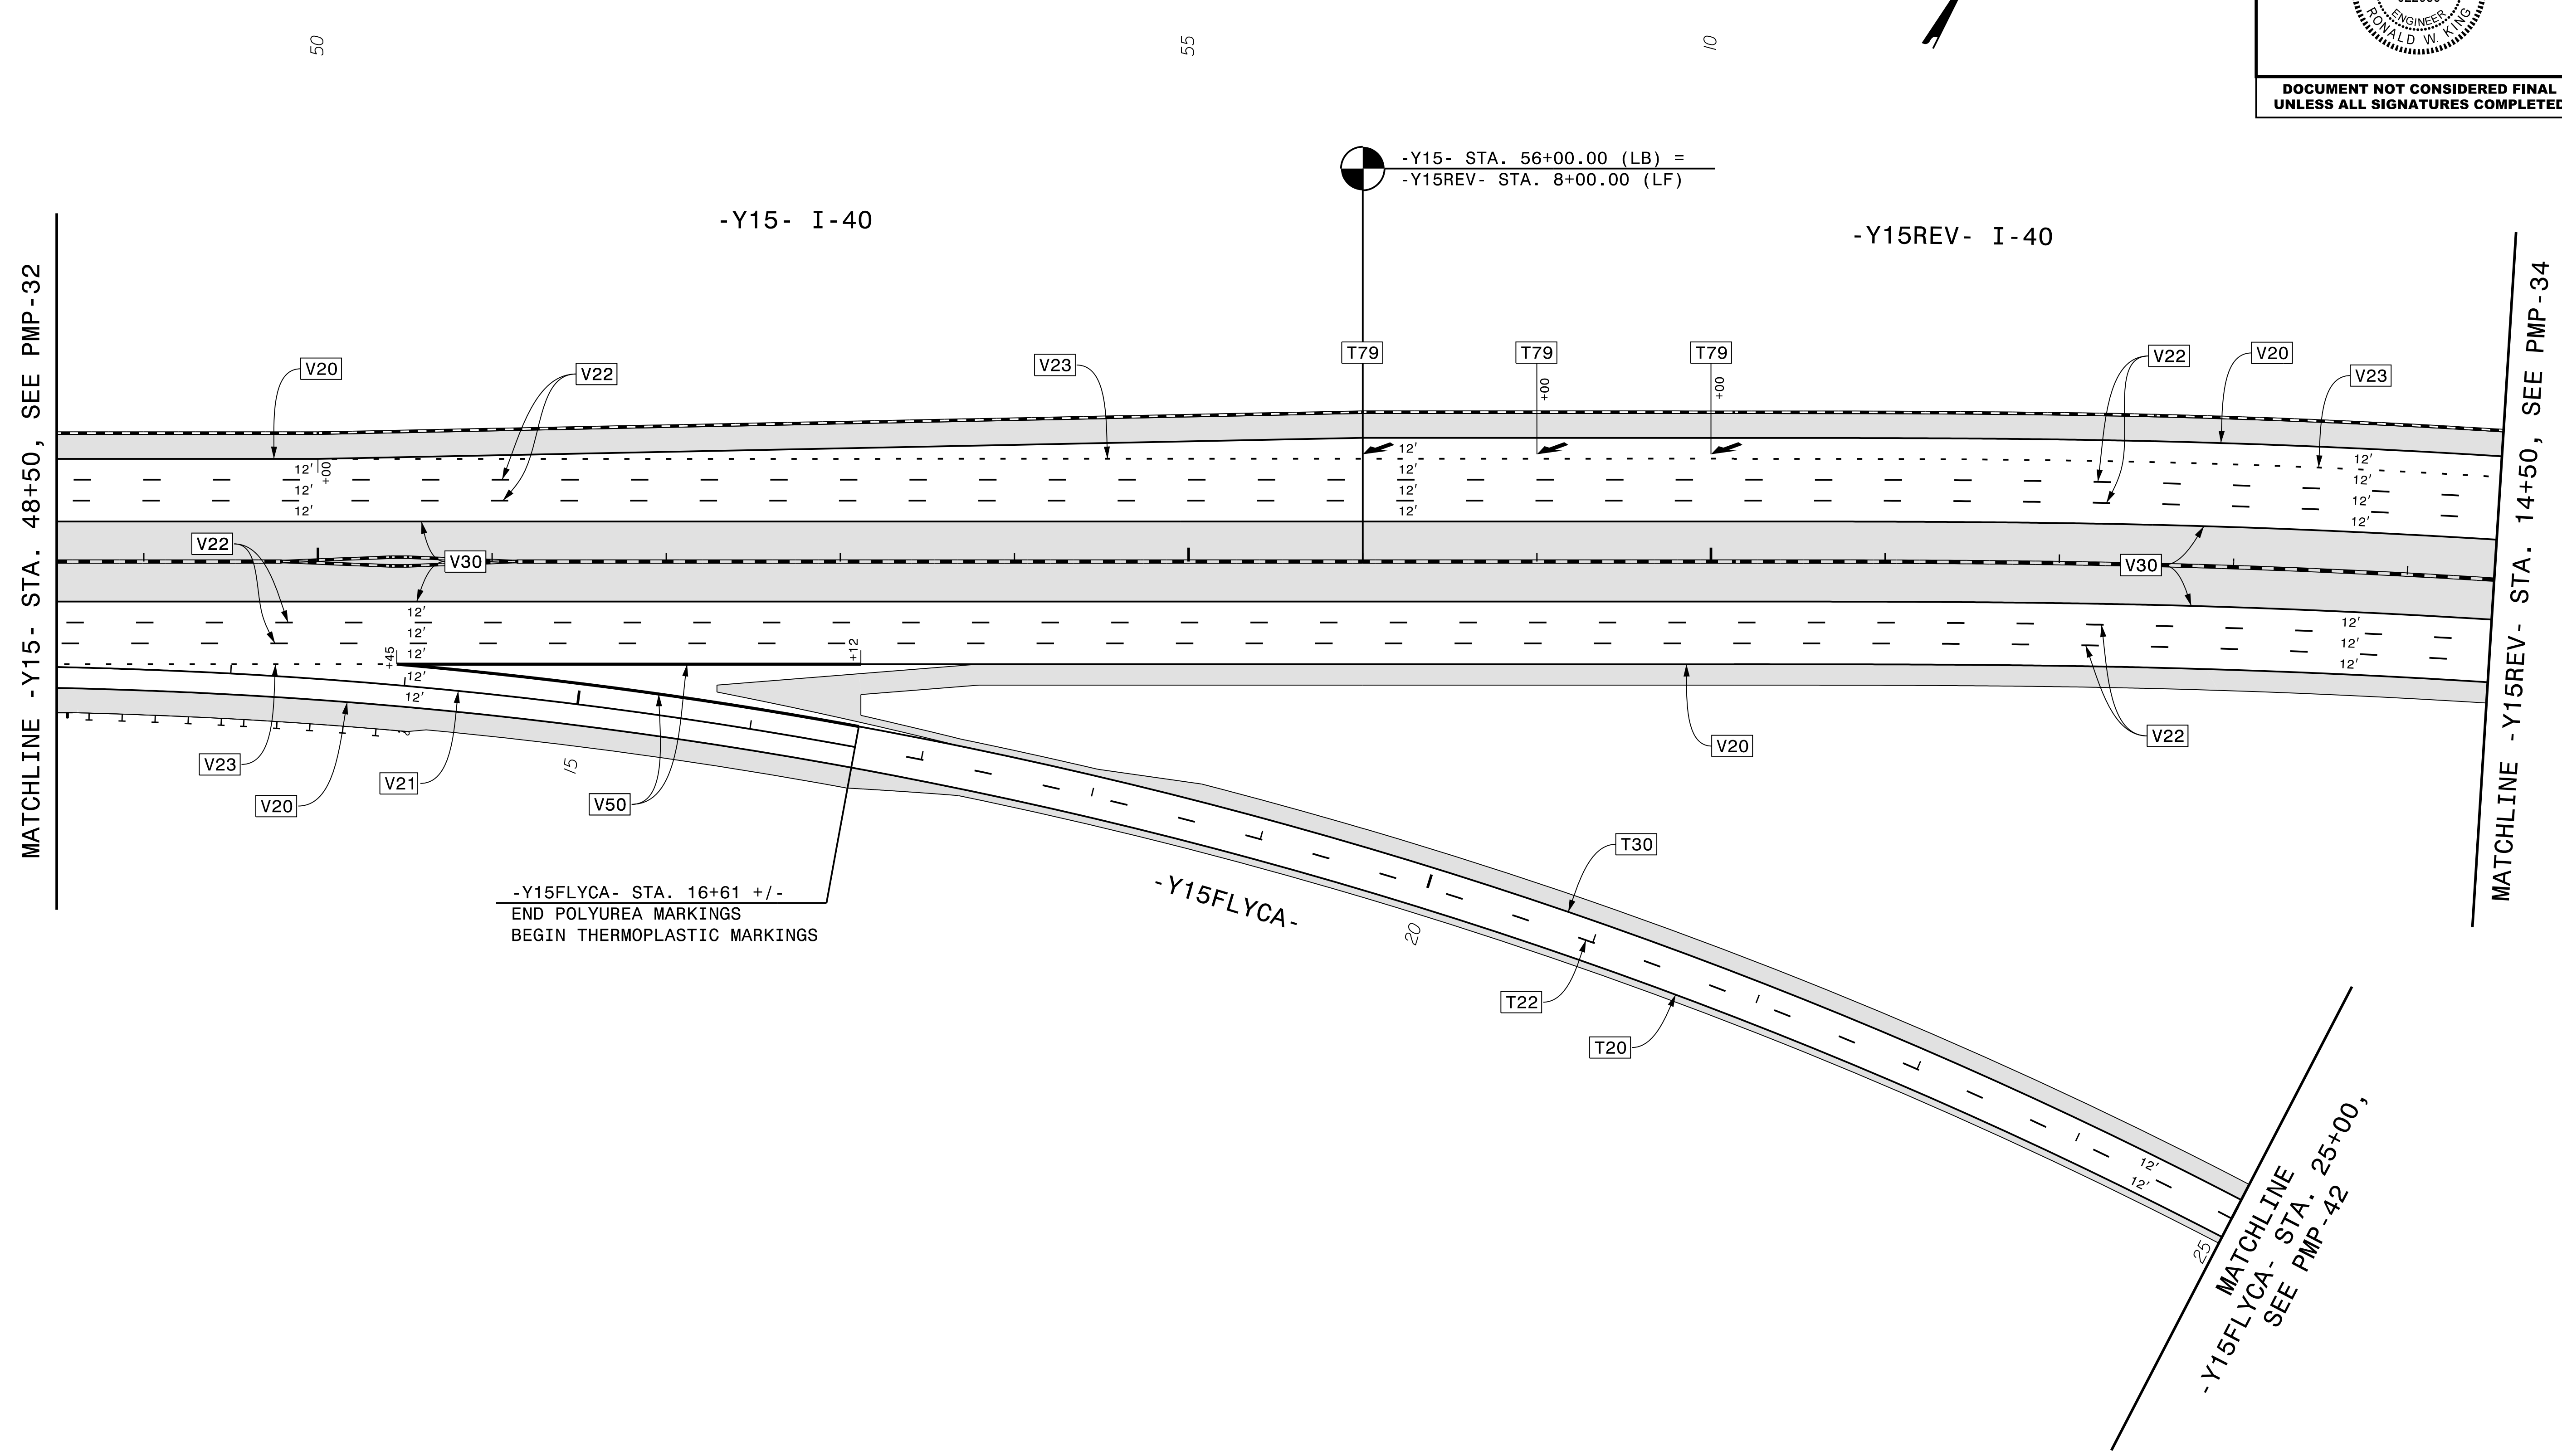 ENGINEER
RONALD W. KING
DOCUMENT NOT CONSIDERED FINAL
UNLESS ALL SIGNATURES COMPLETED
50
55
10
-Y15- STA. 56+00.00 (LB) =
-Y15REV- STA. 8+00.00 (LF)
-Y15- I-40
-Y15REV- I-40
MATCHLINE -Y15- STA. 48+50, SEE PMP-32
MATCHLINE -Y15REV- STA. 14+50, SEE PMP-34
V20
V22
V23
T79
T79
T79
V22
V20
V23
+00
+00
+00
12'
12'
12'
12'
12'
12'
12'
12'
12'
12'
12'
V22
V30
V30
12'
12'
12'
12'
12'
+45
+12
12'
12'
12'
V23
V20
V21
15
V50
V20
V22
-Y15FLYCA- STA. 16+61 +/-
END POLYUREA MARKINGS
BEGIN THERMOPLASTIC MARKINGS
-Y15FLYCA-
20
T30
T22
T20
12'
12'
25
MATCHLINE
-Y15FLYCA- STA. 25+00,
SEE PMP-42